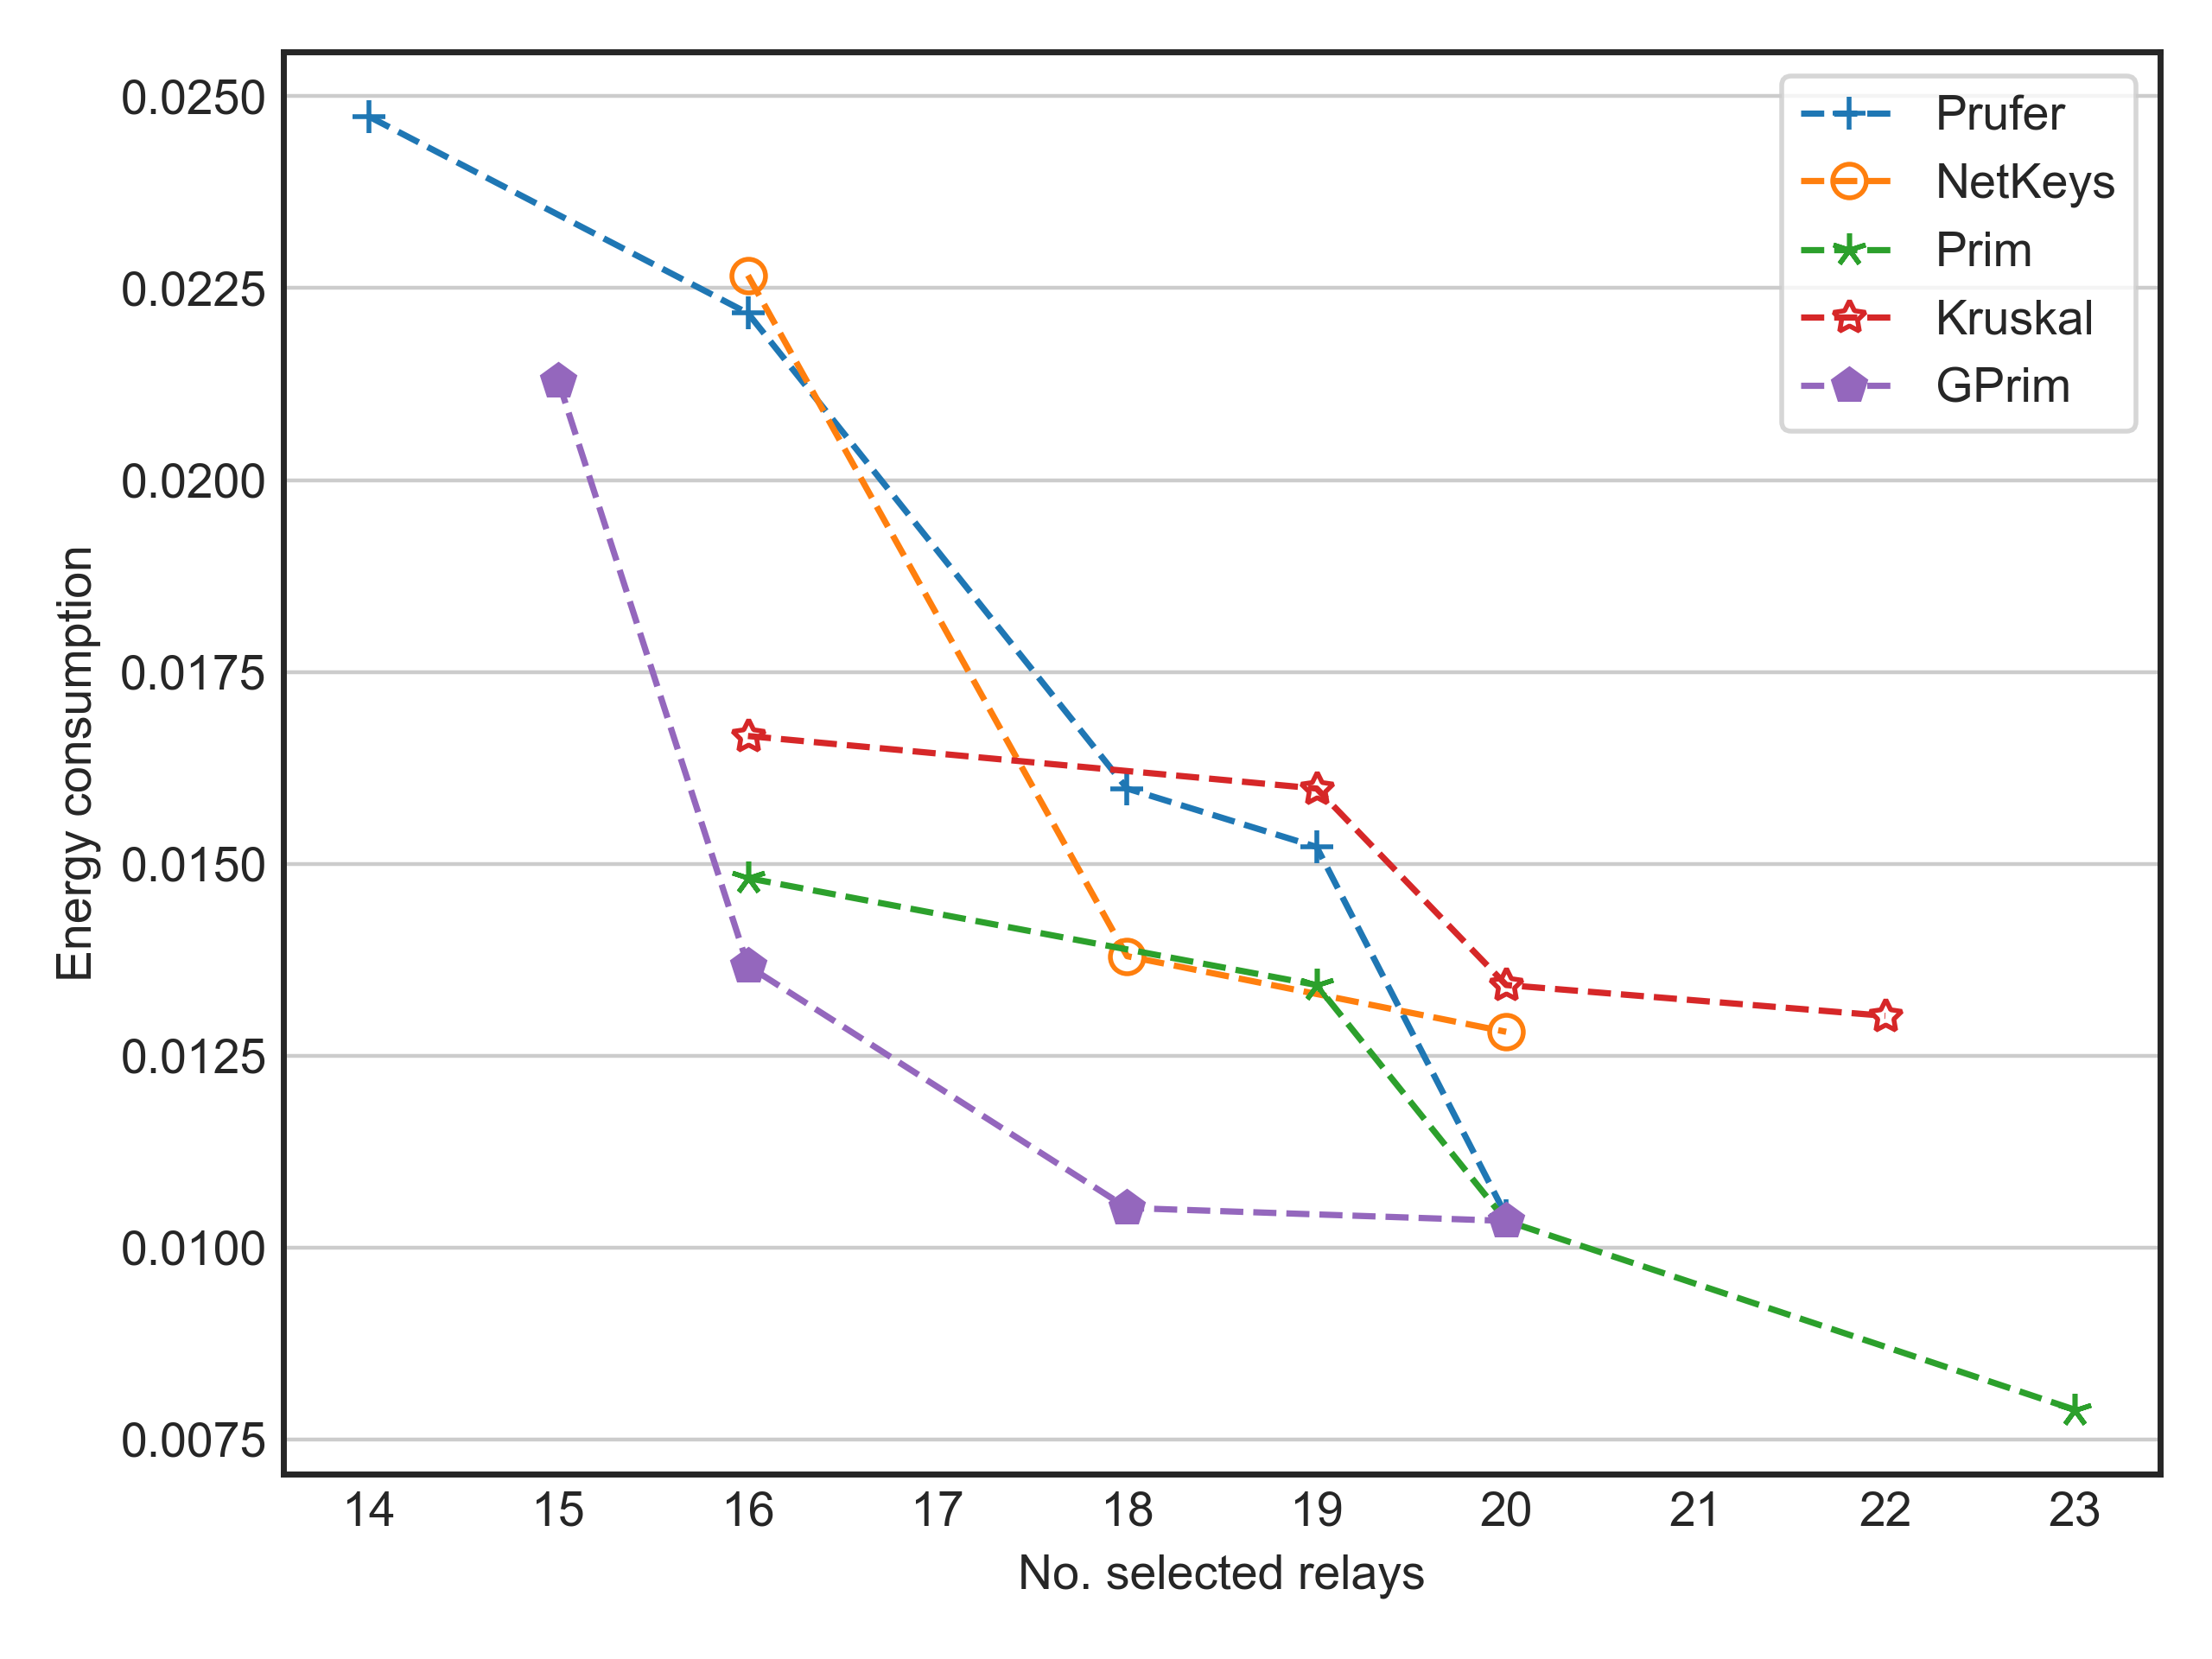 Prufer
NetKeys
Prim
Kruskal
GPrim
Energy consumption
0.0250
0.0225
0.0200
0.0175
0.0150
0.0125
0.0100
0.0075
14 15 16 17 18 19 20 21 22 23
No. selected relays